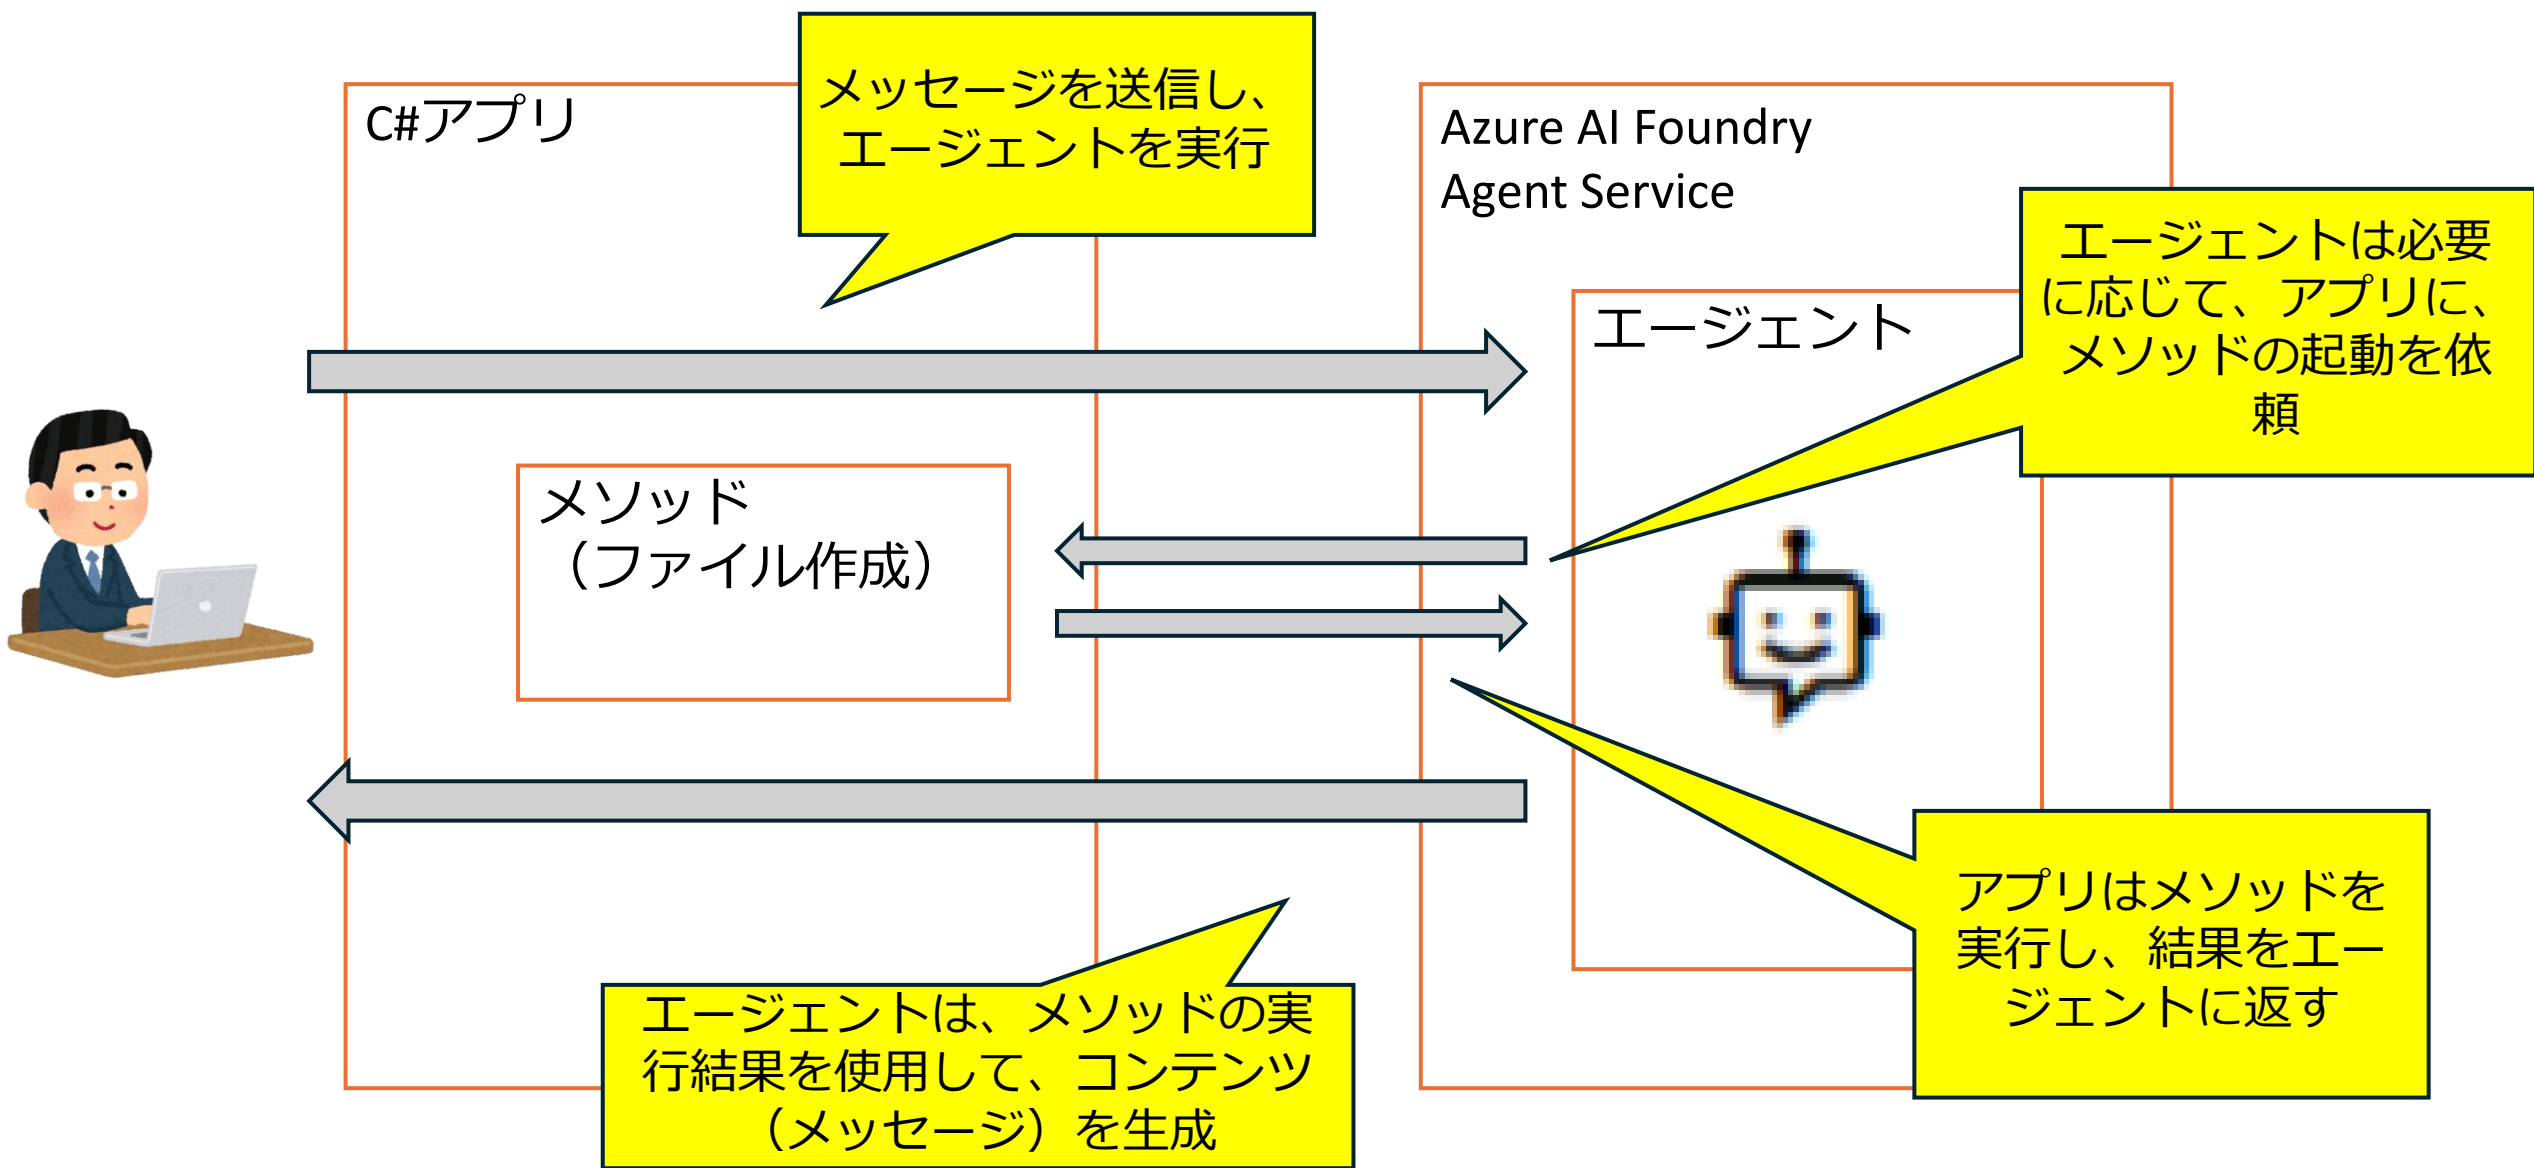 C#アプリ
メッセージを送信し、
エージェントを実行
Azure AI Foundry
Agent Service
エージェントは必要
に応じて、アプリに、
メソッドの起動を依
頼
エージェント
メソッド
（ファイル作成）
アプリはメソッドを
実行し、結果をエー
ジェントに返す
エージェントは、メソッドの実
行結果を使用して、コンテンツ
（メッセージ）を生成